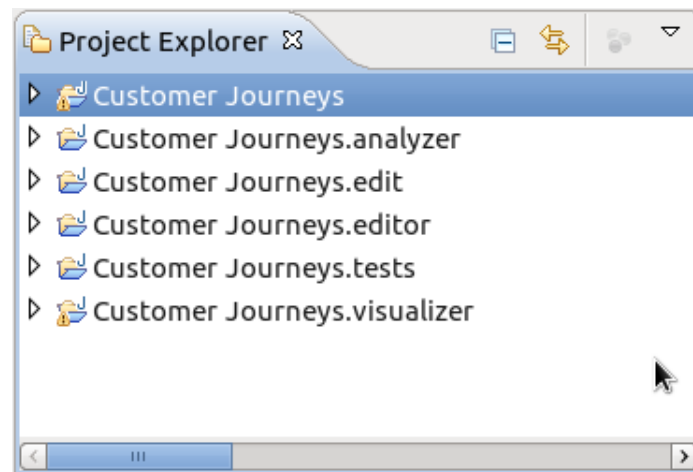 Project Explorer
Customer Journeys
Customer Journeys.analyzer
Customer Journeys.edit
Customer Journeys.editor
Customer Journeys.tests
Customer Journeys.visualizer